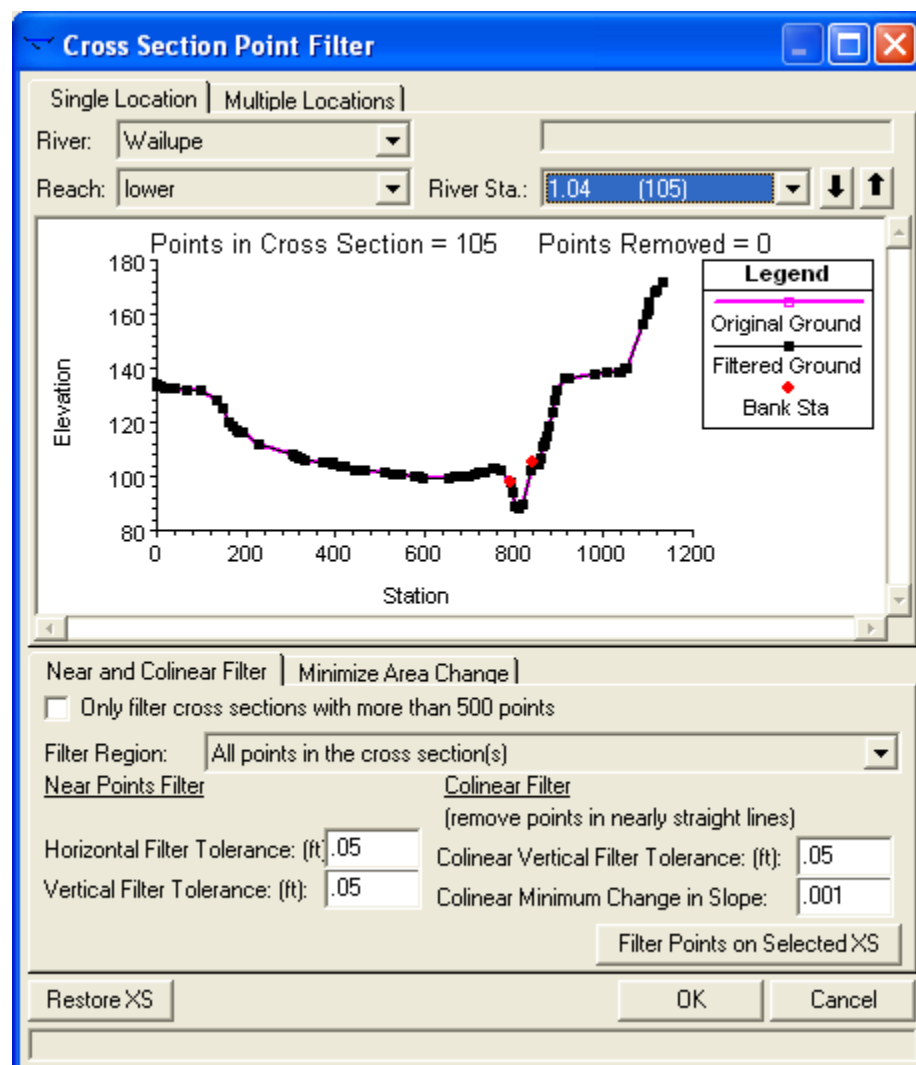 Cross Section Point Filter
Single Location Multiple Locations
River: Wailupe
Reach: lower River Sta.: 1.04 (105)
Points in Cross Section = 105 Points Removed = 0
180
160
140
120
100
80
Elevation
0 200 400 600 800 1000 1200
Station
Legend
Original Ground
Filtered Ground
Bank Sta
Near and Colinear Filter Minimize Area Change
Only filter cross sections with more than 500 points
Filter Region: All points in the cross section(s)
Near Points Filter Colinear Filter
(remove points in nearly straight lines)
Horizontal Filter Tolerance: (ft .05 Colinear Vertical Filter Tolerance: (ft): .05
Vertical Filter Tolerance: (ft): .05 Colinear Minimum Change in Slope: .001
Filter Points on Selected XS
Restore XS OK Cancel